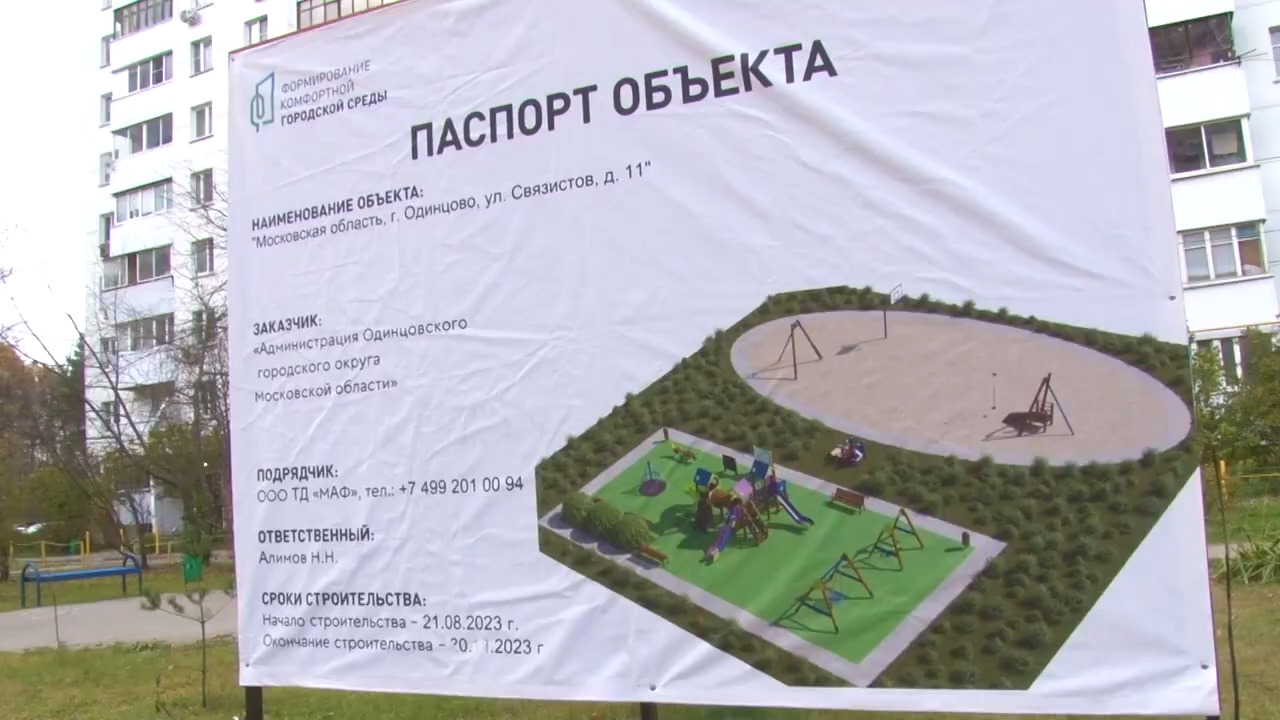 ФОРМИРОВАНИЕ
КОМФОРТНОЙ
ГОРОДСКОЙ СРЕДЫ
ПАСПОРТ ОБЪЕКТА
НАИМЕНОВАНИЕ ОБЪЕКТА:
"Московская область, г. Одинцово, ул. Связистов, д. 11"
ЗАКАЗЧИК:
«Администрация Одинцовского
городского округа
Московской области»
ПОДРЯДЧИК:
ООО ТД «МАФ», тел.: +7 499 201 00 94
ОТВЕТСТВЕННЫЙ:
Алимов Н.Н.
СРОКИ СТРОИТЕЛЬСТВА:
Начало строительства – 21.08.2023 г.
Окончание строительства –